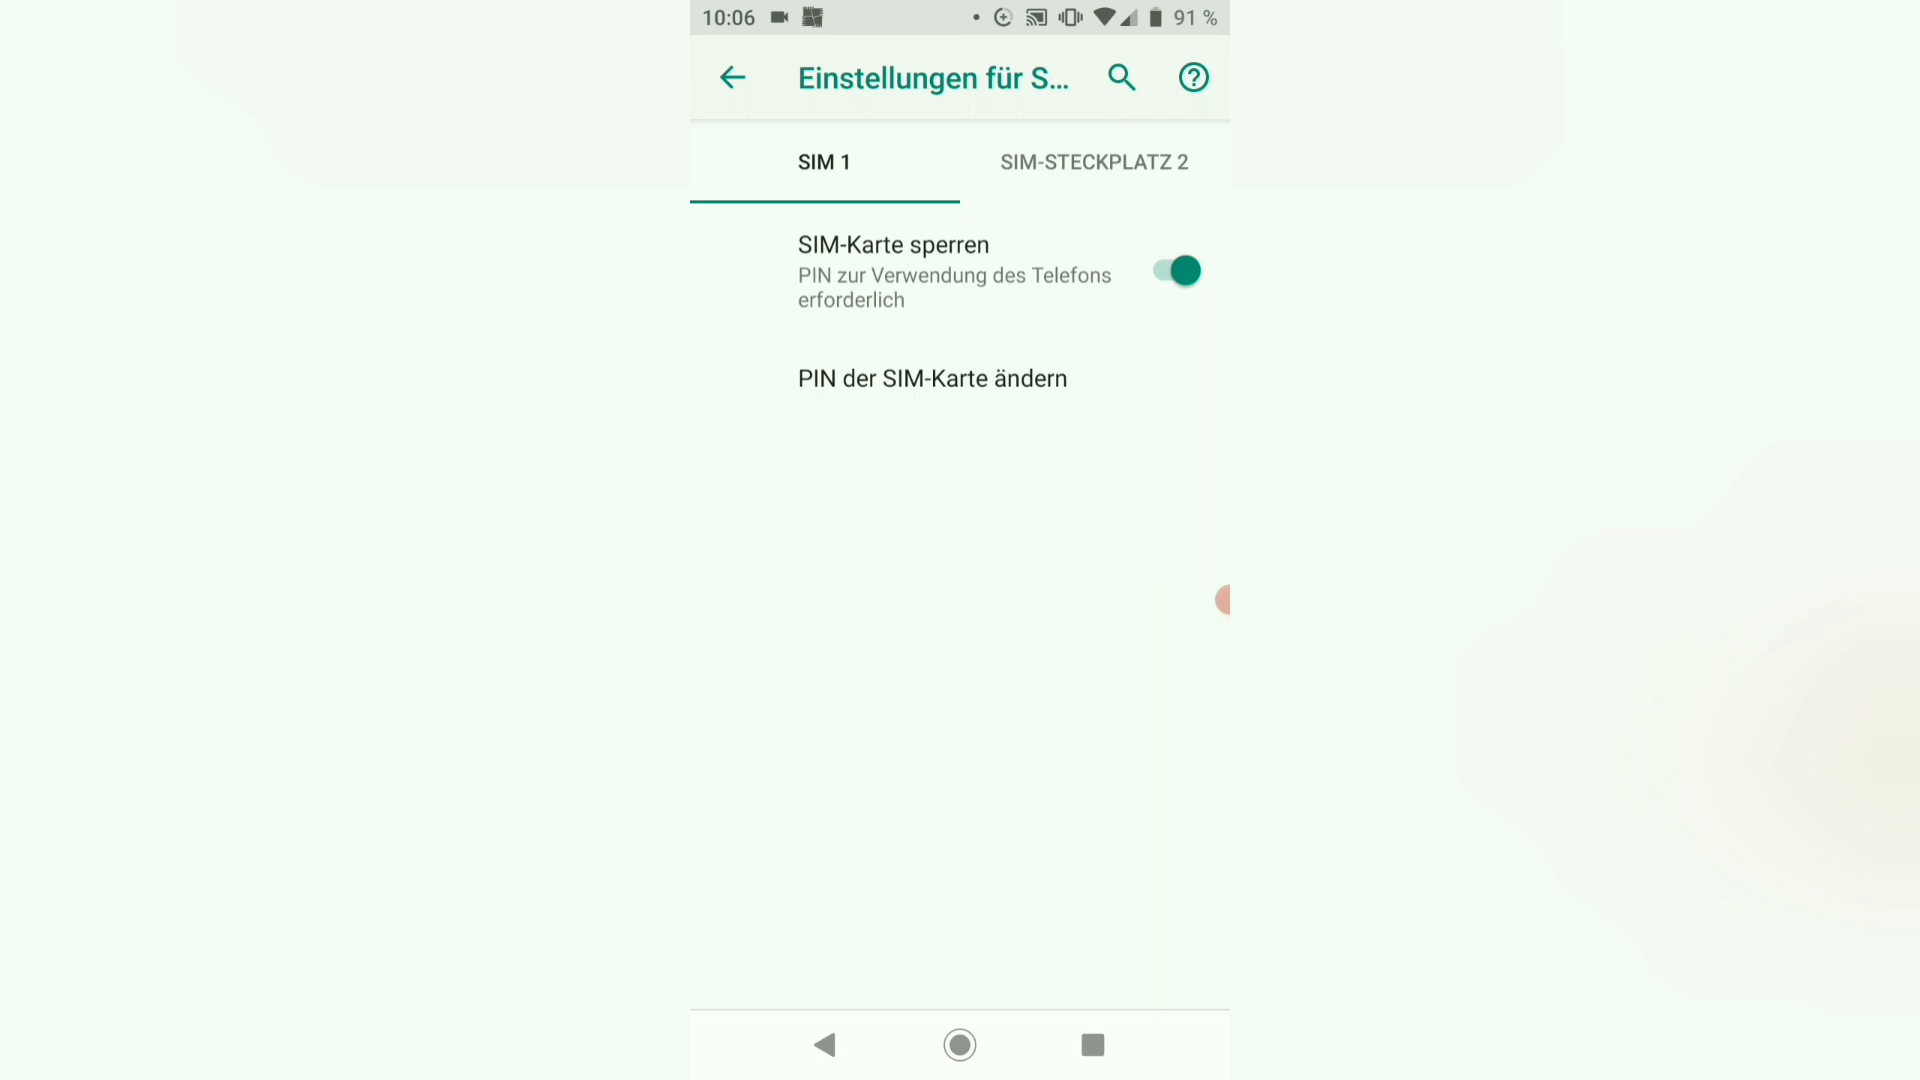 10:06
91 %
Einstellungen für S...
SIM 1
SIM-STECKPLATZ 2
SIM-Karte sperren
PIN zur Verwendung des Telefons
erforderlich
PIN der SIM-Karte ändern